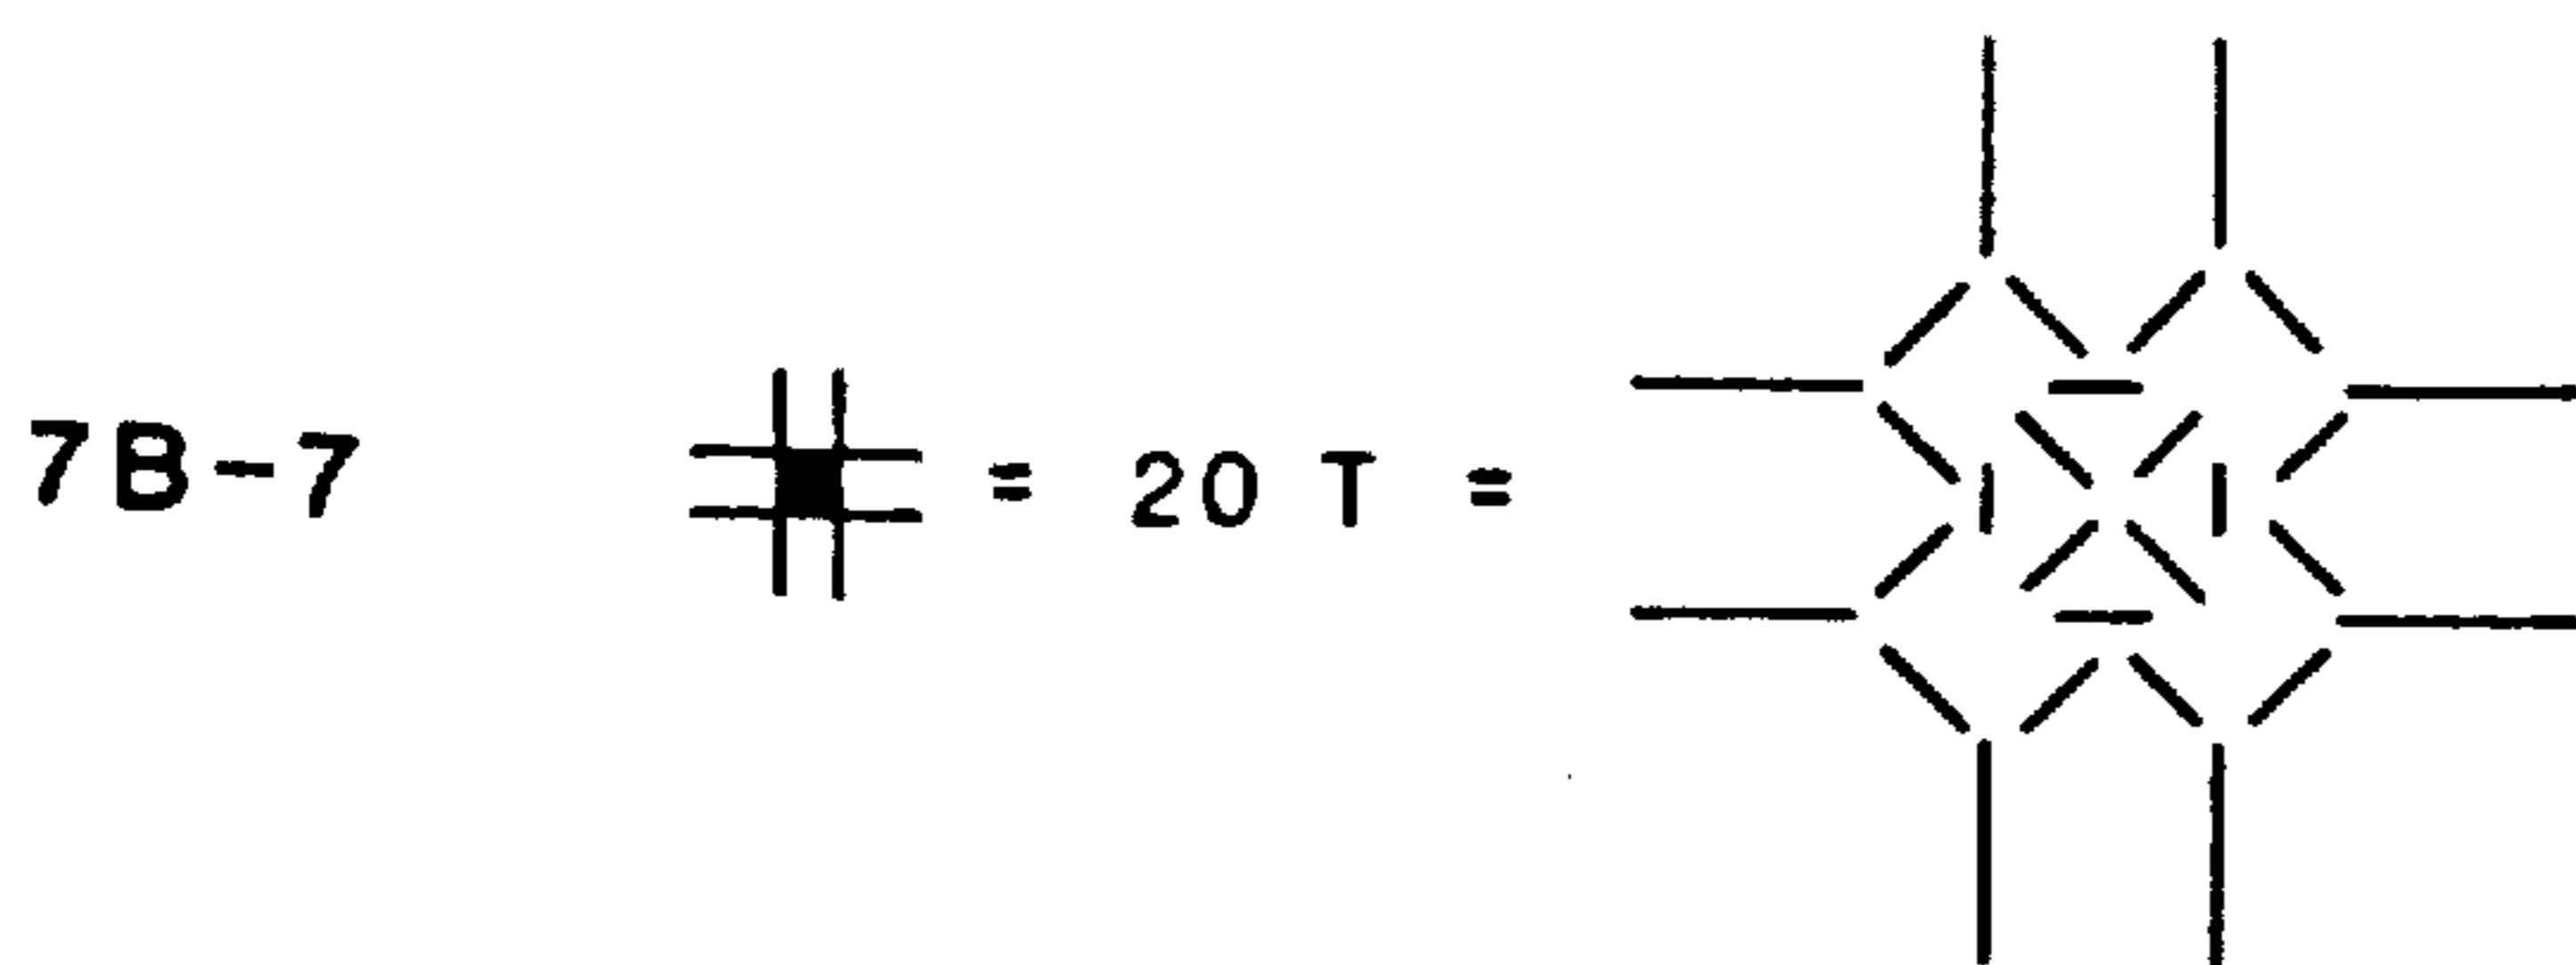 7B-7 = 20 T =